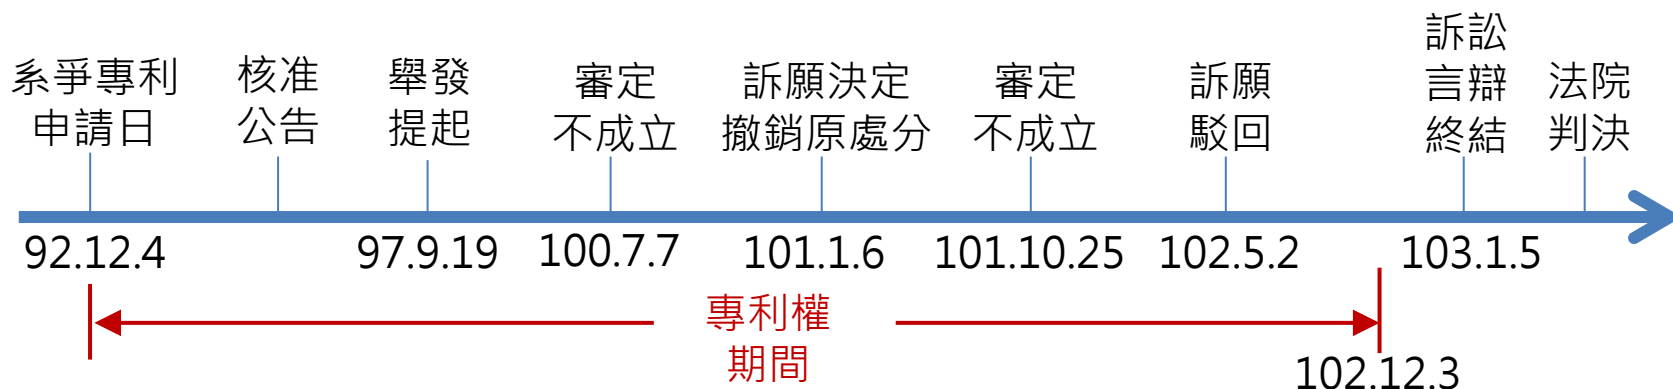 系爭專利
申請日
核准
公告
舉發
提起
審定
不成立
訴願決定
撤銷原處分
審定
不成立
訴願
駁回
訴訟
言辯
終結
法院
判決
92.12.4
97.9.19
100.7.7
101.1.6
101.10.25
102.5.2
103.1.5
專利權
期間
102.12.3